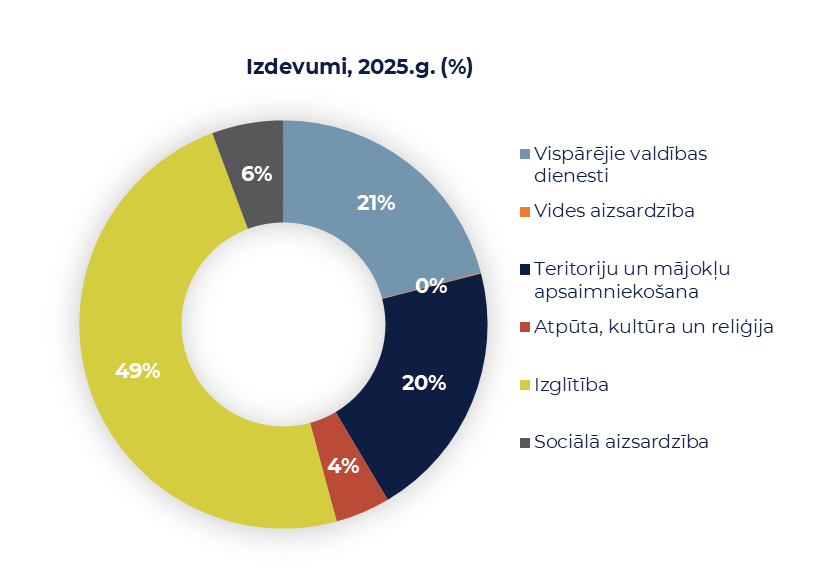 Izdevumi, 2025.g. (%)
6%
21%
0%
49%
20%
4%
Vispārējie valdības
dienesti
Vides aizsardzība
Teritoriju un mājokļu
apsaimniekošana
Atpūta, kultūra un reliģija
Izglītība
Sociālā aizsardzība